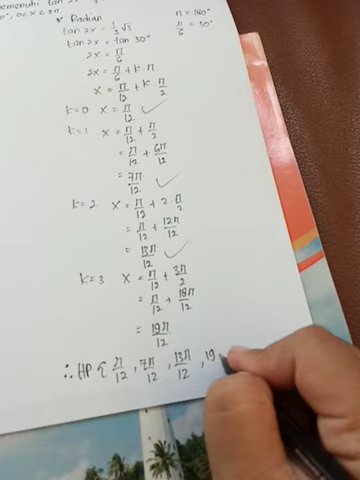 memenuhi tan
* Radian
tan 2x = 1/3 √3
π = 180°
tan 2x = tan 30°
π/6 = 30°
2x = π/6
2x = π/6 + k·π
x = π/12 + k·π/2
k=0 x = π/12 ✓
k=1 x = π/12 + π/2
= π/12 + 6π/12
= 7π/12 ✓
k=2 x = π/12 + 2·π/2
= π/12 + 12π/12
= 13π/12 ✓
k=3 x = π/12 + 3π/2
= π/12 + 18π/12
= 19π/12
∴ HP { π/12, 7π/12, 13π/12, 19